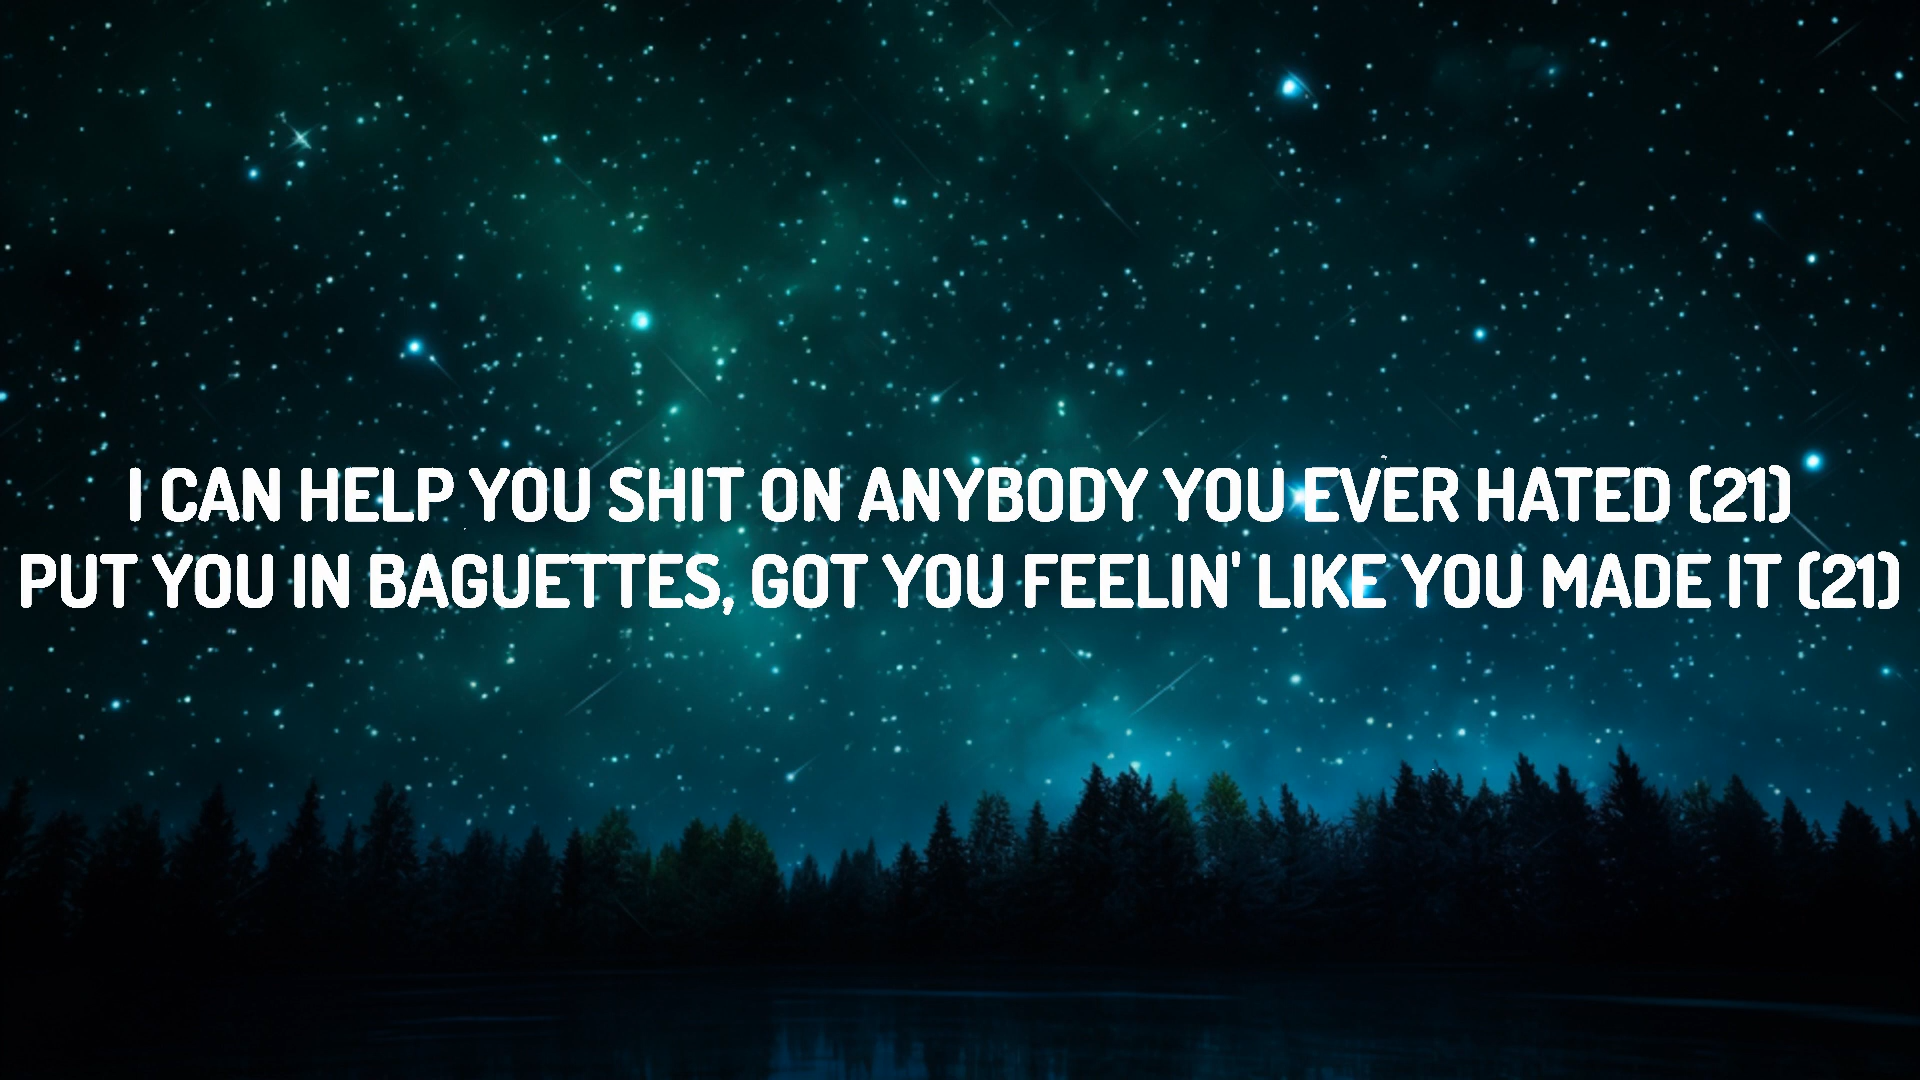 I CAN HELP YOU SHIT ON ANYBODY YOU EVER HATED (21)
PUT YOU IN BAGUETTES, GOT YOU FEELIN' LIKE YOU MADE IT (21)